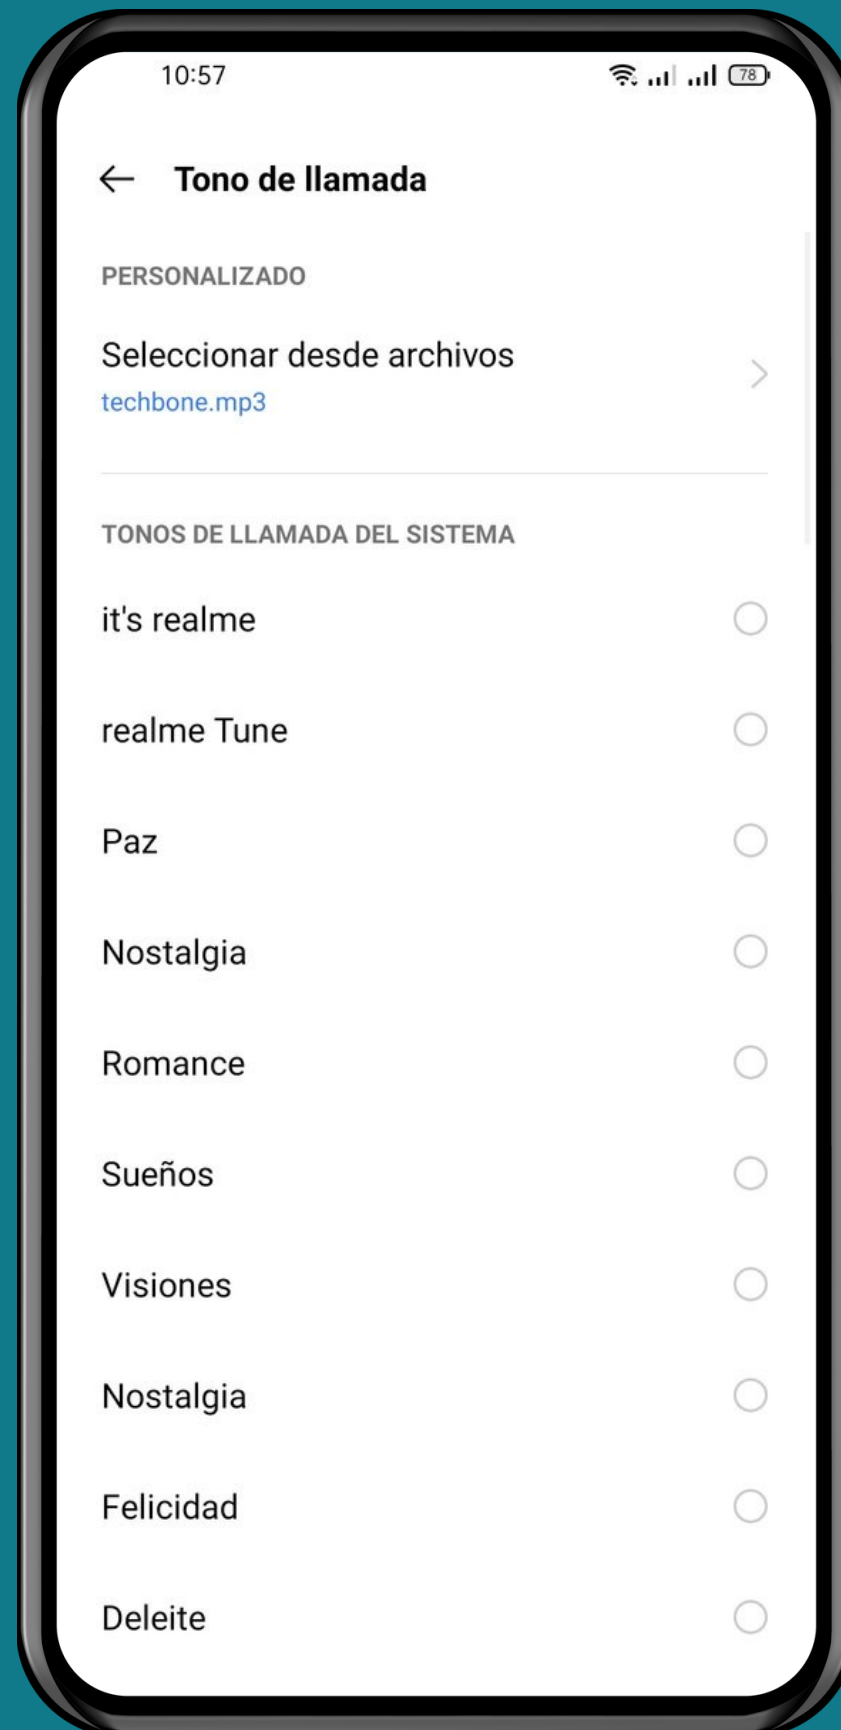 10:57
78
Tono de llamada
PERSONALIZADO
Seleccionar desde archivos
techbone.mp3
TONOS DE LLAMADA DEL SISTEMA
it's realme
realme Tune
Paz
Nostalgia
Romance
Sueños
Visiones
Nostalgia
Felicidad
Deleite